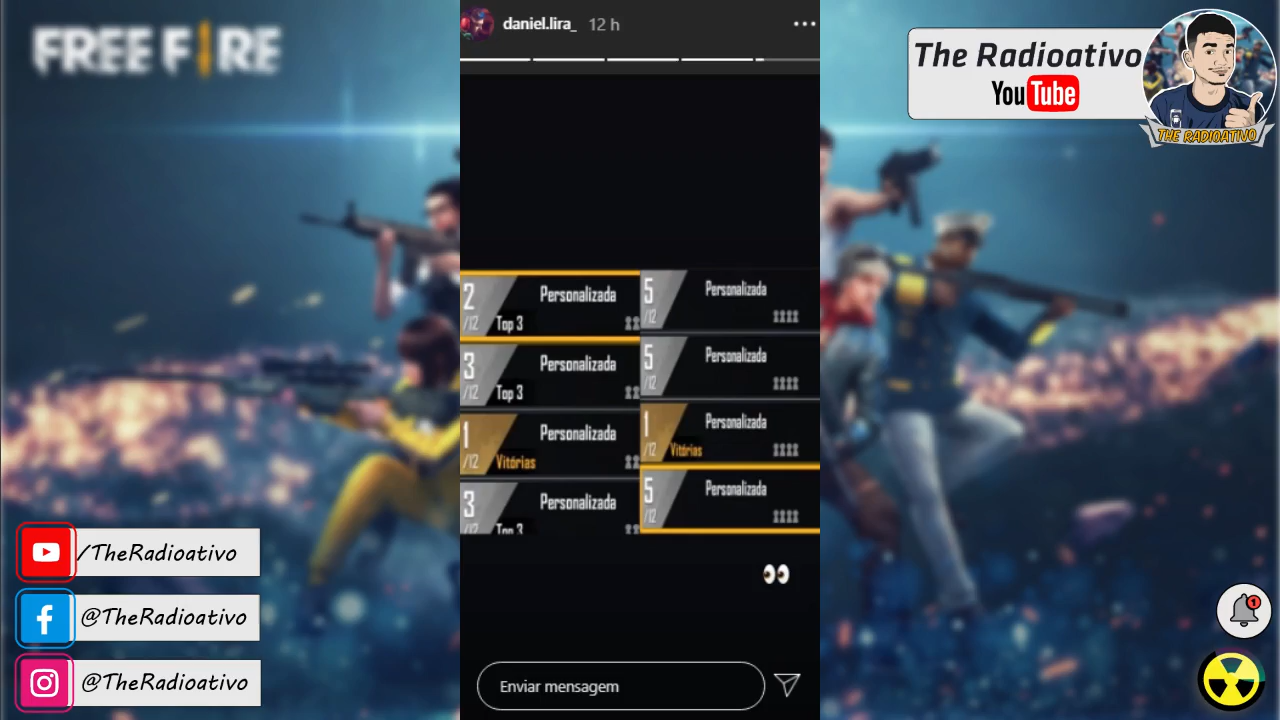 FREE FIRE
daniel.lira_ 12 h
The Radioativo
YouTube
THE RADIOATIVO
2
Personalizada
/12 Top 3
3
Personalizada
/12 Top 3
1
Personalizada
/12 Vitórias
3
Personalizada
/12 Top 3
5
Personalizada
/12
5
Personalizada
/12
1
Personalizada
/12 Vitórias
5
Personalizada
/12
/TheRadioativo
@TheRadioativo
@TheRadioativo
1
Enviar mensagem